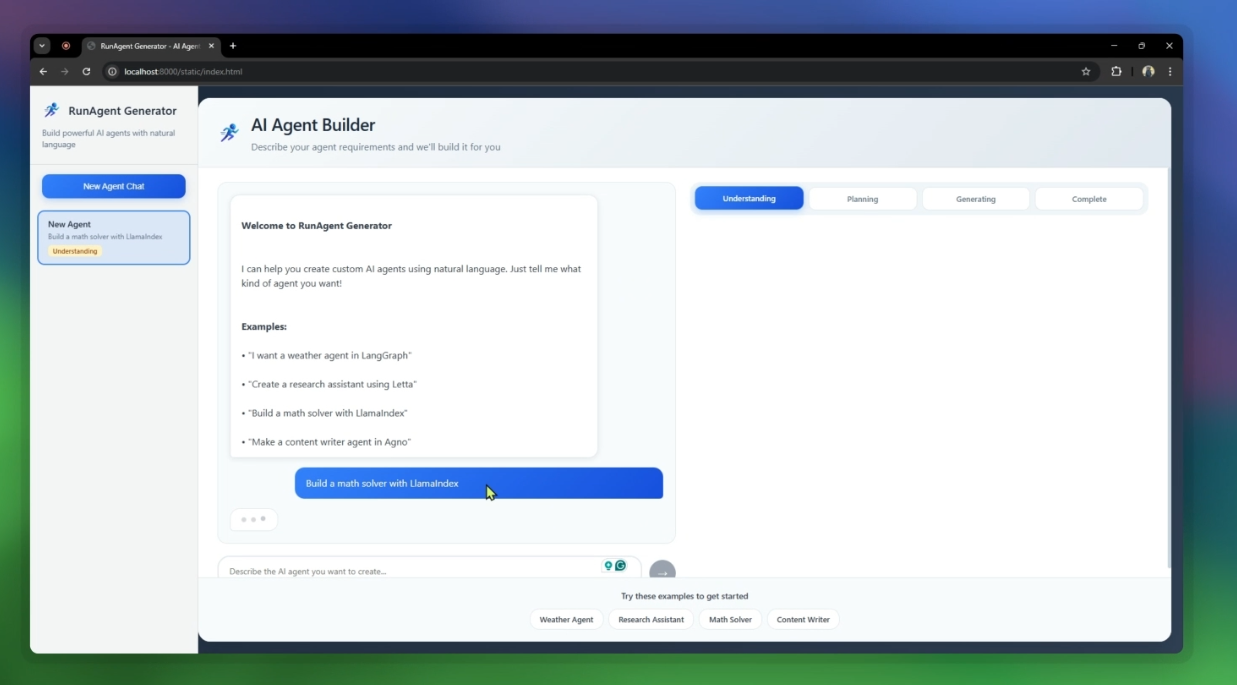 RunAgent Generator - AI Agent
localhost:8000/static/index.html
RunAgent Generator
Build powerful AI agents with natural
language
New Agent Chat
New Agent
Build a math solver with LlamaIndex
Understanding
AI Agent Builder
Describe your agent requirements and we'll build it for you
Welcome to RunAgent Generator
I can help you create custom AI agents using natural language. Just tell me what
kind of agent you want!
Examples:
• "I want a weather agent in LangGraph"
• "Create a research assistant using Letta"
• "Build a math solver with LlamaIndex"
• "Make a content writer agent in Agno"
Build a math solver with LlamaIndex
Describe the AI agent you want to create...
Understanding
Planning
Generating
Complete
Try these examples to get started
Weather Agent
Research Assistant
Math Solver
Content Writer